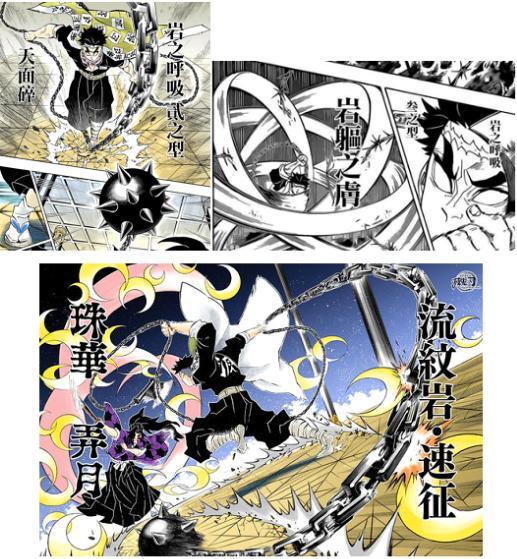 岩之呼吸 貳之型
天面碎
岩之呼吸
叁之型
岩軀之膚
流紋岩・速征
珠華
弄月